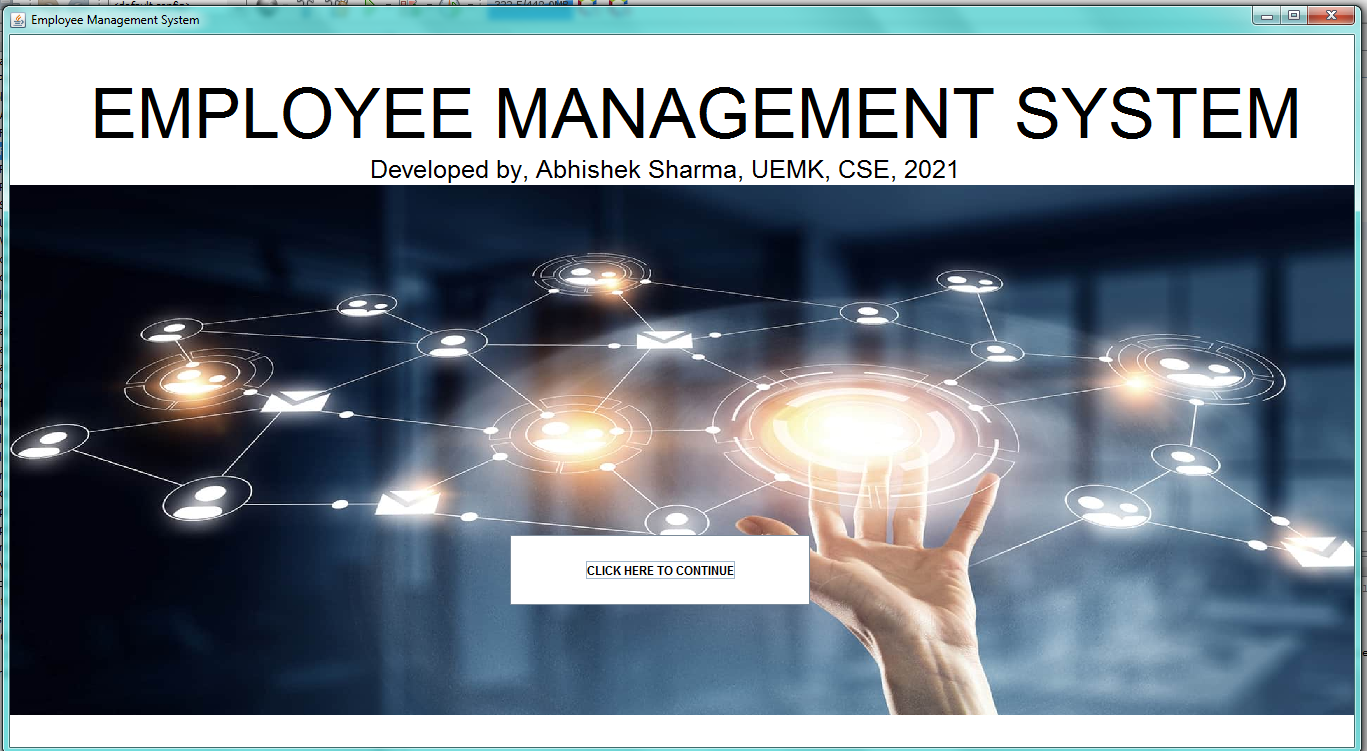 Employee Management System
EMPLOYEE MANAGEMENT SYSTEM
Developed by, Abhishek Sharma, UEMK, CSE, 2021
CLICK HERE TO CONTINUE